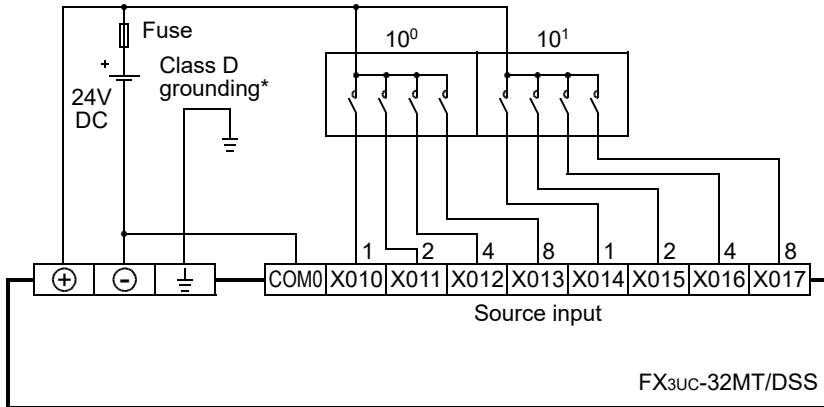 Fuse
10⁰ 10¹
+
Class D
grounding*
24V
DC
1 2 4 8 1 2 4 8
+ - COM0 X010 X011 X012 X013 X014 X015 X016 X017
Source input
FX3UC-32MT/DSS